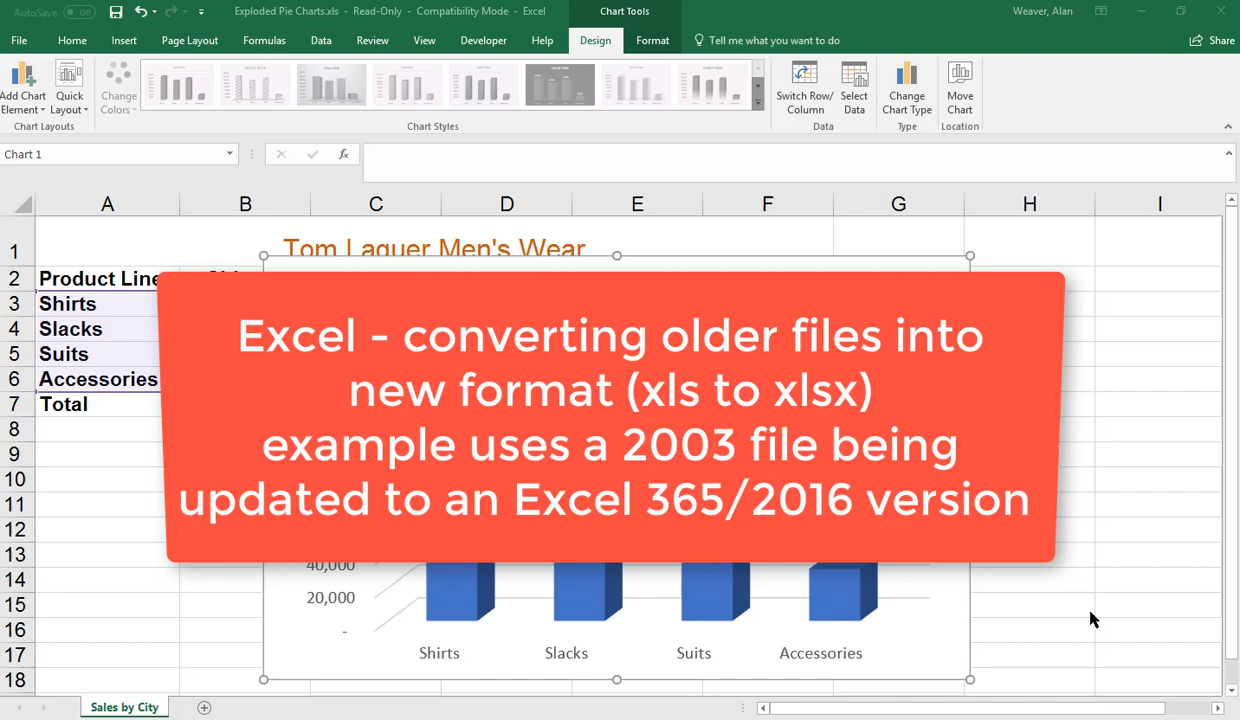 AutoSave Off Exploded Pie Charts.xls - Read-Only - Compatibility Mode - Excel Chart Tools Weaver, Alan
File Home Insert Page Layout Formulas Data Review View Developer Help Design Format Tell me what you want to do Share
Add Chart Element Quick Layout Change Colors Switch Row/ Column Select Data Change Chart Type Move Chart
Chart Layouts Chart Styles Data Type Location
Chart 1 fx
A B C D E F G H I
1 Tom Laquer Men's Wear
2 Product Line
3 Shirts
4 Slacks
5 Suits
6 Accessories
7 Total
8
9
10
11
12
13
14
15
16
17
18
Excel - converting older files into
new format (xls to xlsx)
example uses a 2003 file being
updated to an Excel 365/2016 version
40,000
20,000
-
Shirts Slacks Suits Accessories
Sales by City